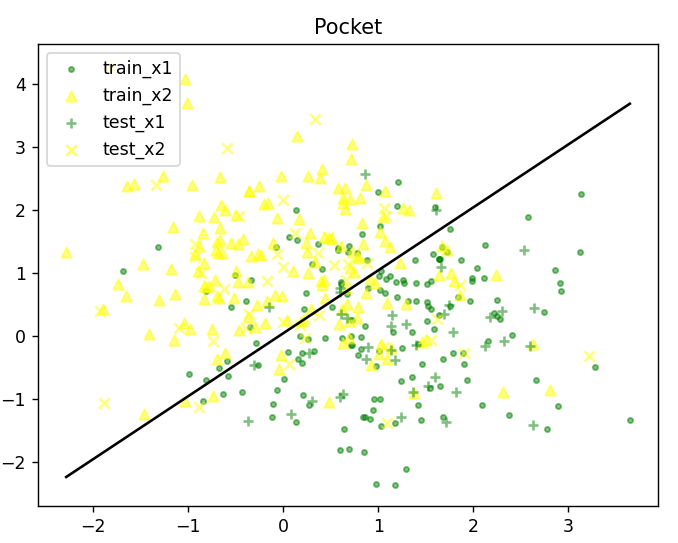 Pocket
train_x1
train_x2
test_x1
test_x2
4
3
2
1
0
−1
−2
−2 −1 0 1 2 3